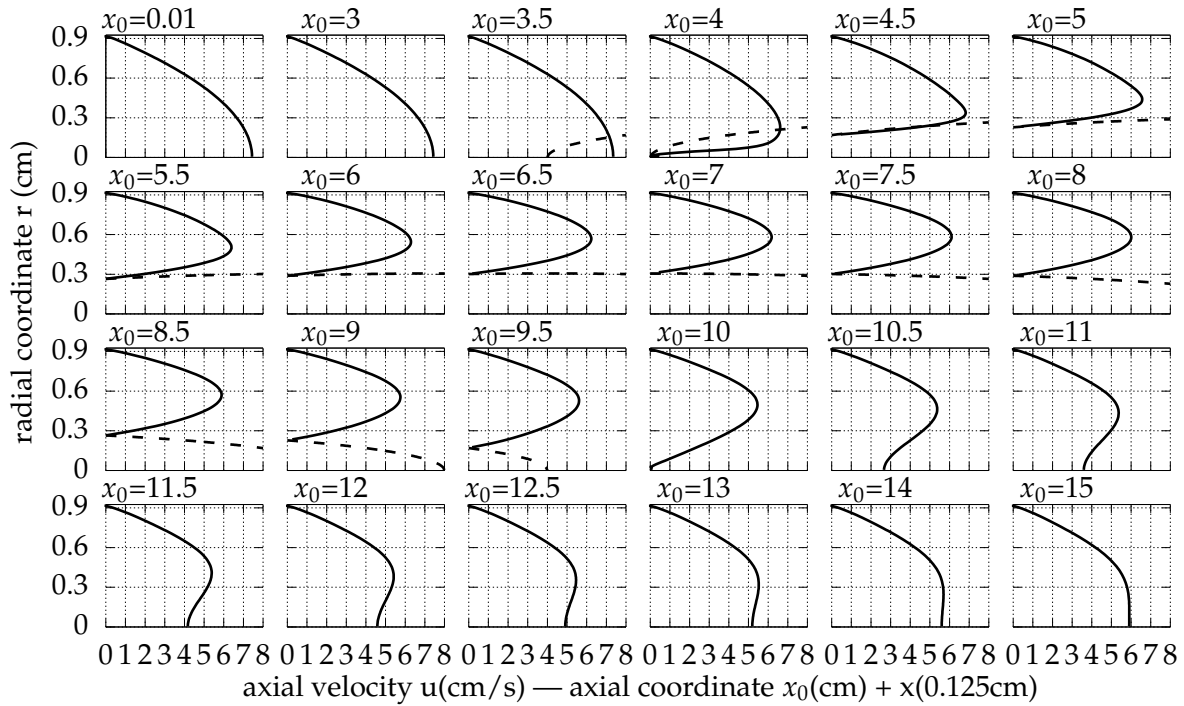 x₀=0.01 x₀=3 x₀=3.5 x₀=4 x₀=4.5 x₀=5
0.9
0.6
0.3
0
x₀=5.5 x₀=6 x₀=6.5 x₀=7 x₀=7.5 x₀=8
0.9
0.6
0.3
0
radial coordinate r (cm)
x₀=8.5 x₀=9 x₀=9.5 x₀=10 x₀=10.5 x₀=11
0.9
0.6
0.3
0
x₀=11.5 x₀=12 x₀=12.5 x₀=13 x₀=14 x₀=15
0.9
0.6
0.3
0
0 1 2 3 4 5 6 7 8 0 1 2 3 4 5 6 7 8 0 1 2 3 4 5 6 7 8 0 1 2 3 4 5 6 7 8 0 1 2 3 4 5 6 7 8 0 1 2 3 4 5 6 7 8
axial velocity u(cm/s) — axial coordinate x₀(cm) + x(0.125cm)